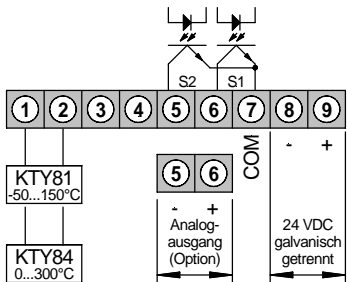 S2 S1
1 2 3 4 5 6 7 8 9
KTY81
-50...150°C
KTY84
0...300°C
5 6
- +
Analog-
ausgang
(Option)
COM
- +
24 VDC
galvanisch
getrennt